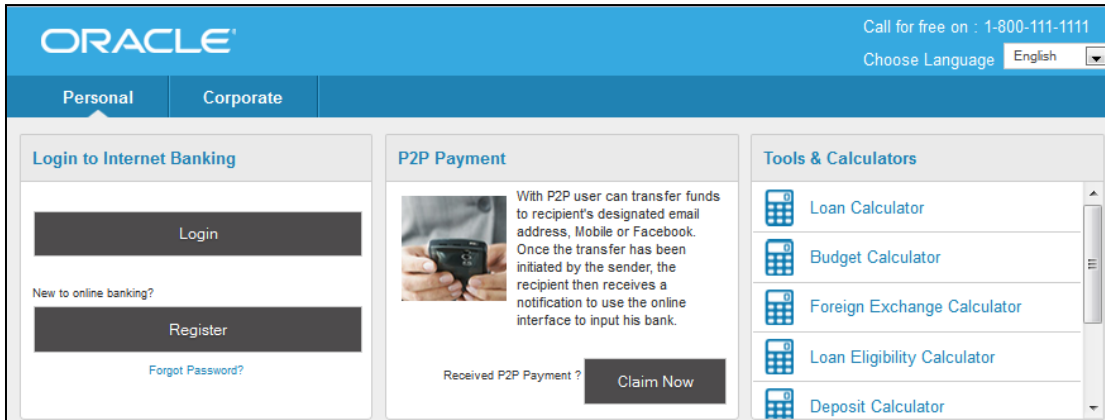 ORACLE
Call for free on : 1-800-111-1111
Choose Language English
Personal Corporate
Login to Internet Banking
Login
New to online banking?
Register
Forgot Password?
P2P Payment
With P2P user can transfer funds
to recipient's designated email
address, Mobile or Facebook.
Once the transfer has been
initiated by the sender, the
recipient then receives a
notification to use the online
interface to input his bank.
Received P2P Payment ? Claim Now
Tools & Calculators
Loan Calculator
Budget Calculator
Foreign Exchange Calculator
Loan Eligibility Calculator
Deposit Calculator